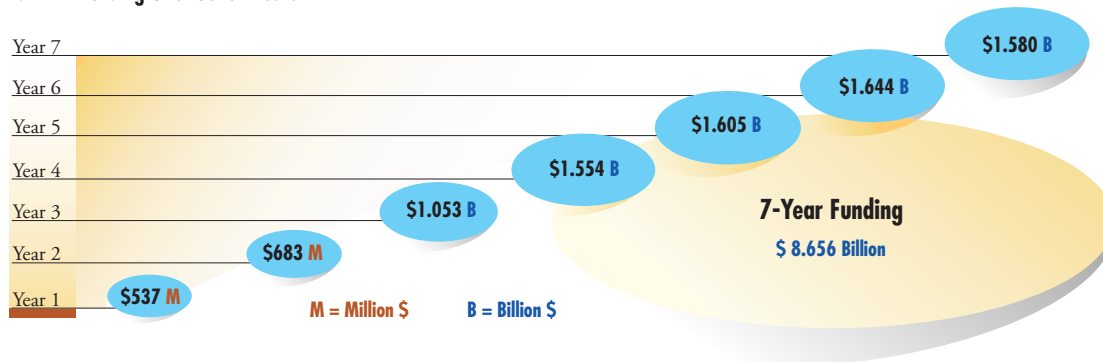 Year 7
$1.580 B
Year 6
$1.644 B
Year 5
$1.605 B
Year 4
$1.554 B
Year 3
$1.053 B
7-Year Funding
$ 8.656 Billion
Year 2
$683 M
Year 1
$537 M
M = Million $
B = Billion $